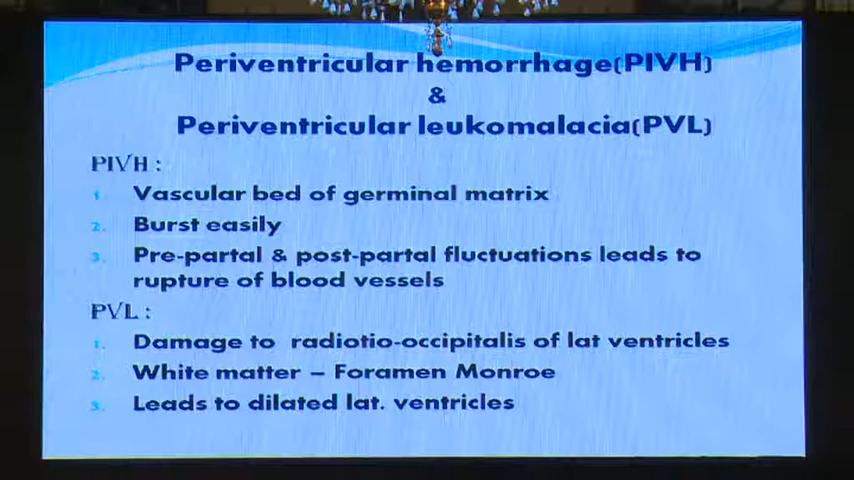 Periventricular hemorrhage(PIVH)
&
Periventricular leukomalacia(PVL)
PIVH :
1. Vascular bed of germinal matrix
2. Burst easily
3. Pre-partal & post-partal fluctuations leads to
rupture of blood vessels
PVL :
1. Damage to radiotio-occipitalis of lat ventricles
2. White matter – Foramen Monroe
3. Leads to dilated lat. ventricles